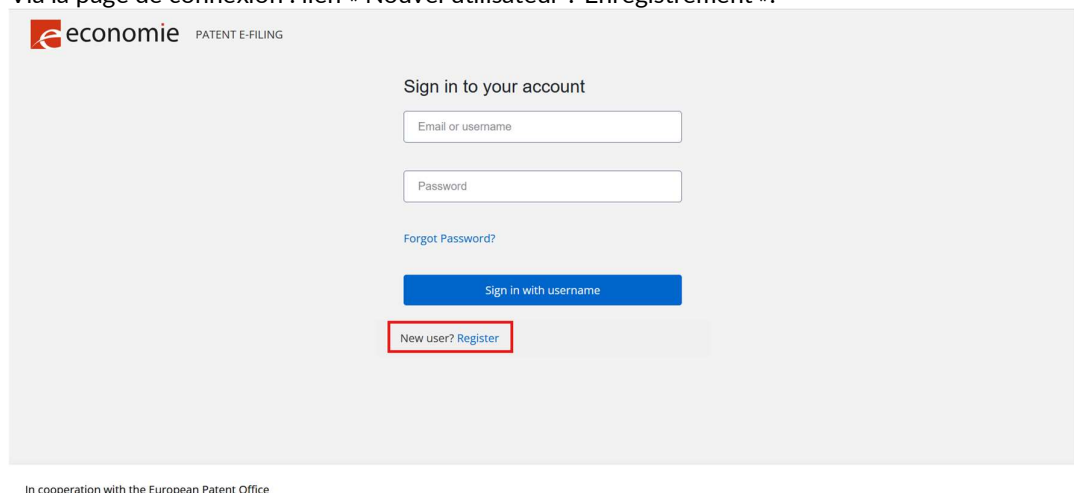 Via la page de connexion : lien « Nouvel utilisateur ? Enregistrement ».
economie PATENT E-FILING
Sign in to your account
Email or username
Password
Forgot Password?
Sign in with username
New user? Register
In cooperation with the European Patent Office